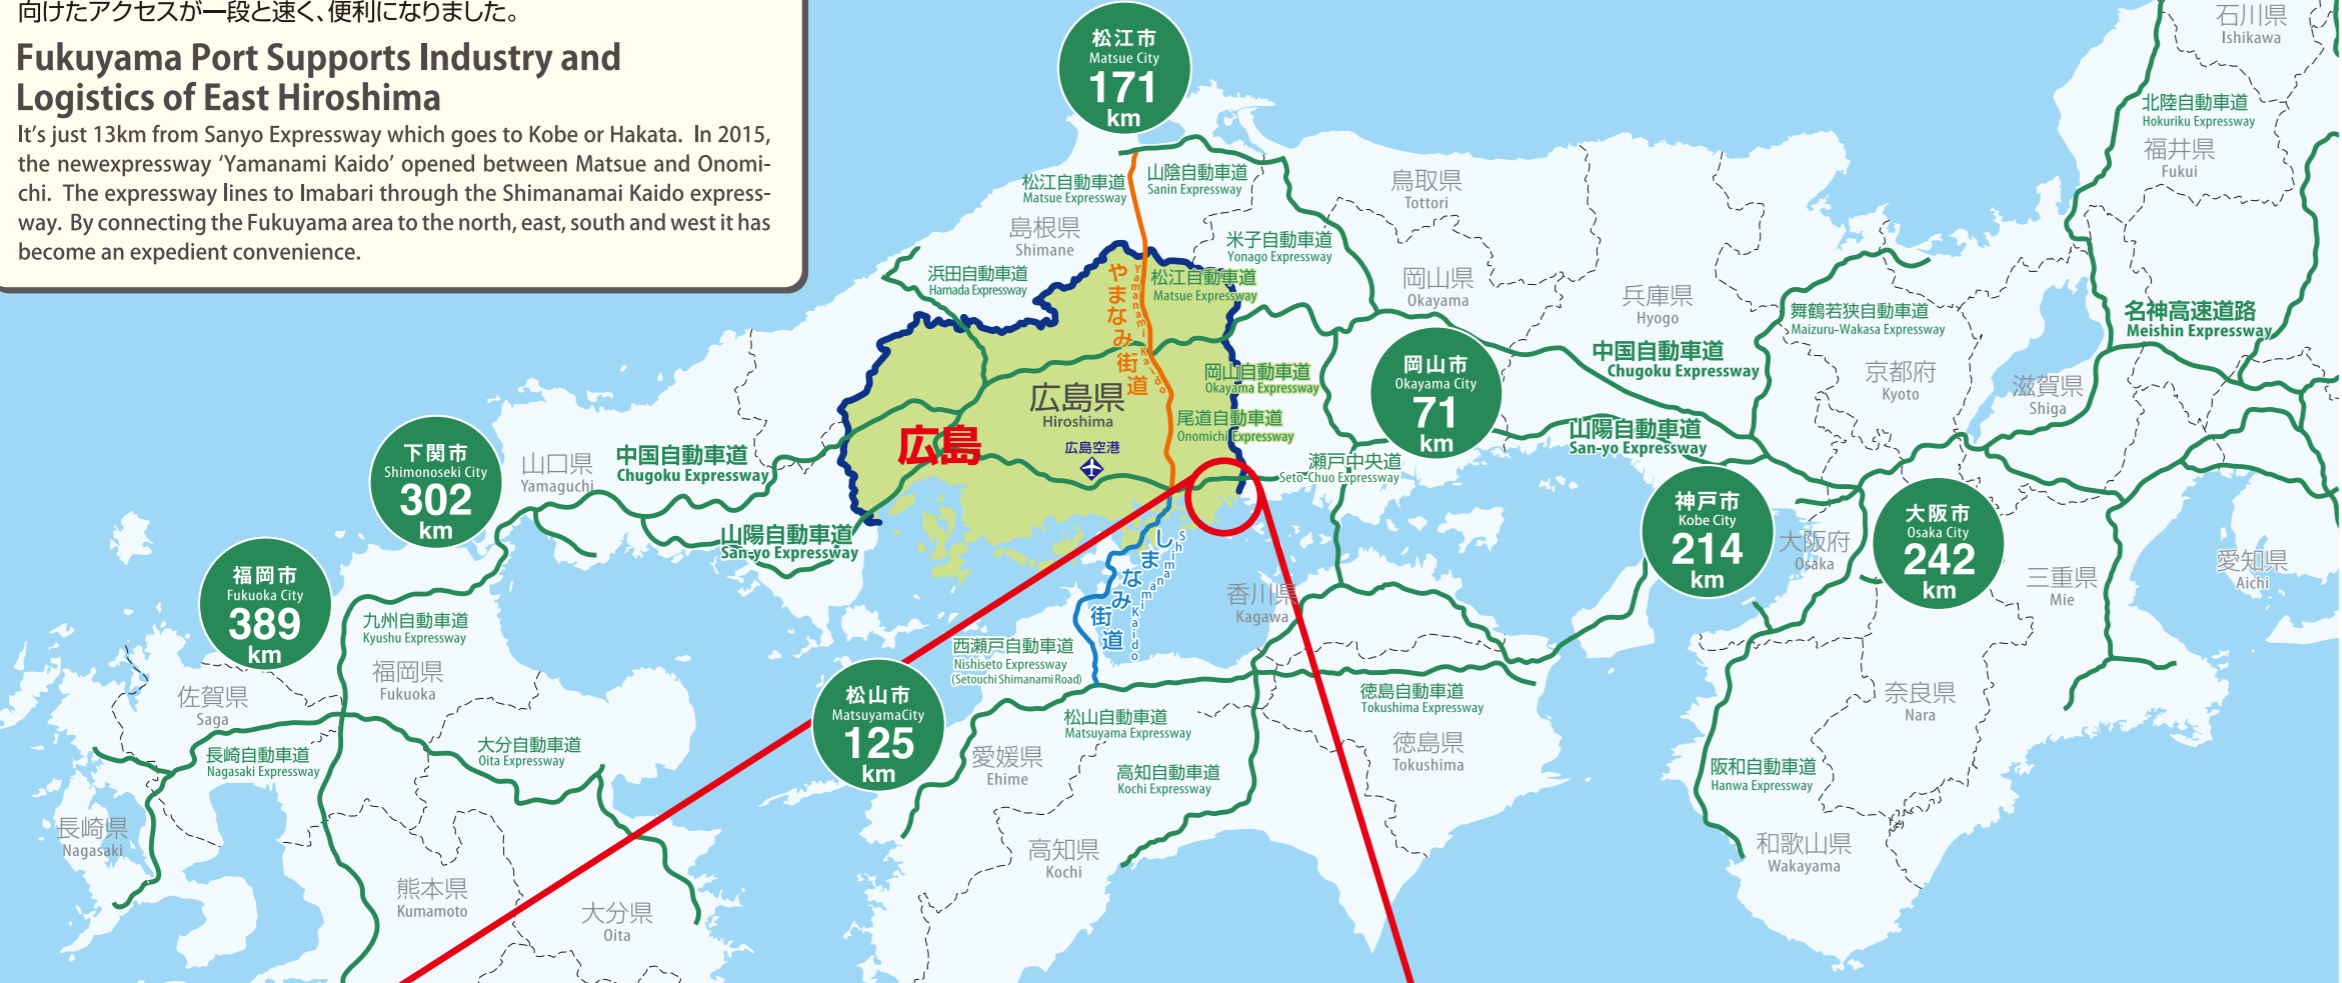 向けたアクセスが一段と速く、便利になりました。
Fukuyama Port Supports Industry and
Logistics of East Hiroshima
It's just 13km from Sanyo Expressway which goes to Kobe or Hakata. In 2015,
the newexpressway 'Yamanami Kaido' opened between Matsue and Onomi-
chi. The expressway lines to Imabari through the Shimanamai Kaido express-
way. By connecting the Fukuyama area to the north, east, south and west it has
become an expedient convenience.
松江市
Matsue City
171
km
石川県
Ishikawa
北陸自動車道
Hokuriku Expressway
福井県
Fukui
松江自動車道
Matsue Expressway
山陰自動車道
Sanin Expressway
鳥取県
Tottori
島根県
Shimane
米子自動車道
Yonago Expressway
浜田自動車道
Hamada Expressway
やまなみ街道
Yamanami Kaido
松江自動車道
Matsue Expressway
岡山県
Okayama
兵庫県
Hyogo
舞鶴若狭自動車道
Maizuru-Wakasa Expressway
名神高速道路
Meishin Expressway
中国自動車道
Chugoku Expressway
京都府
Kyoto
滋賀県
Shiga
岡山市
Okayama City
71
km
岡山自動車道
Okayama Expressway
広島県
Hiroshima
尾道自動車道
Onomichi Expressway
広島
広島空港
山陽自動車道
San-yo Expressway
瀬戸中央道
Seto-Chuo Expressway
下関市
Shimonoseki City
302
km
山口県
Yamaguchi
中国自動車道
Chugoku Expressway
山陽自動車道
San-yo Expressway
神戸市
Kobe City
214
km
大阪府
Osaka
大阪市
Osaka City
242
km
愛知県
Aichi
三重県
Mie
福岡市
Fukuoka City
389
km
しまなみ街道
Shimanami Kaido
香川県
Kagawa
九州自動車道
Kyushu Expressway
福岡県
Fukuoka
西瀬戸自動車道
Nishiseto Expressway
(Setouchi Shimanami Road)
佐賀県
Saga
松山市
MatsuyamaCity
125
km
松山自動車道
Matsuyama Expressway
徳島自動車道
Tokushima Expressway
奈良県
Nara
長崎自動車道
Nagasaki Expressway
大分自動車道
Oita Expressway
愛媛県
Ehime
高知自動車道
Kochi Expressway
徳島県
Tokushima
阪和自動車道
Hanwa Expressway
長崎県
Nagasaki
高知県
Kochi
和歌山県
Wakayama
熊本県
Kumamoto
大分県
Oita